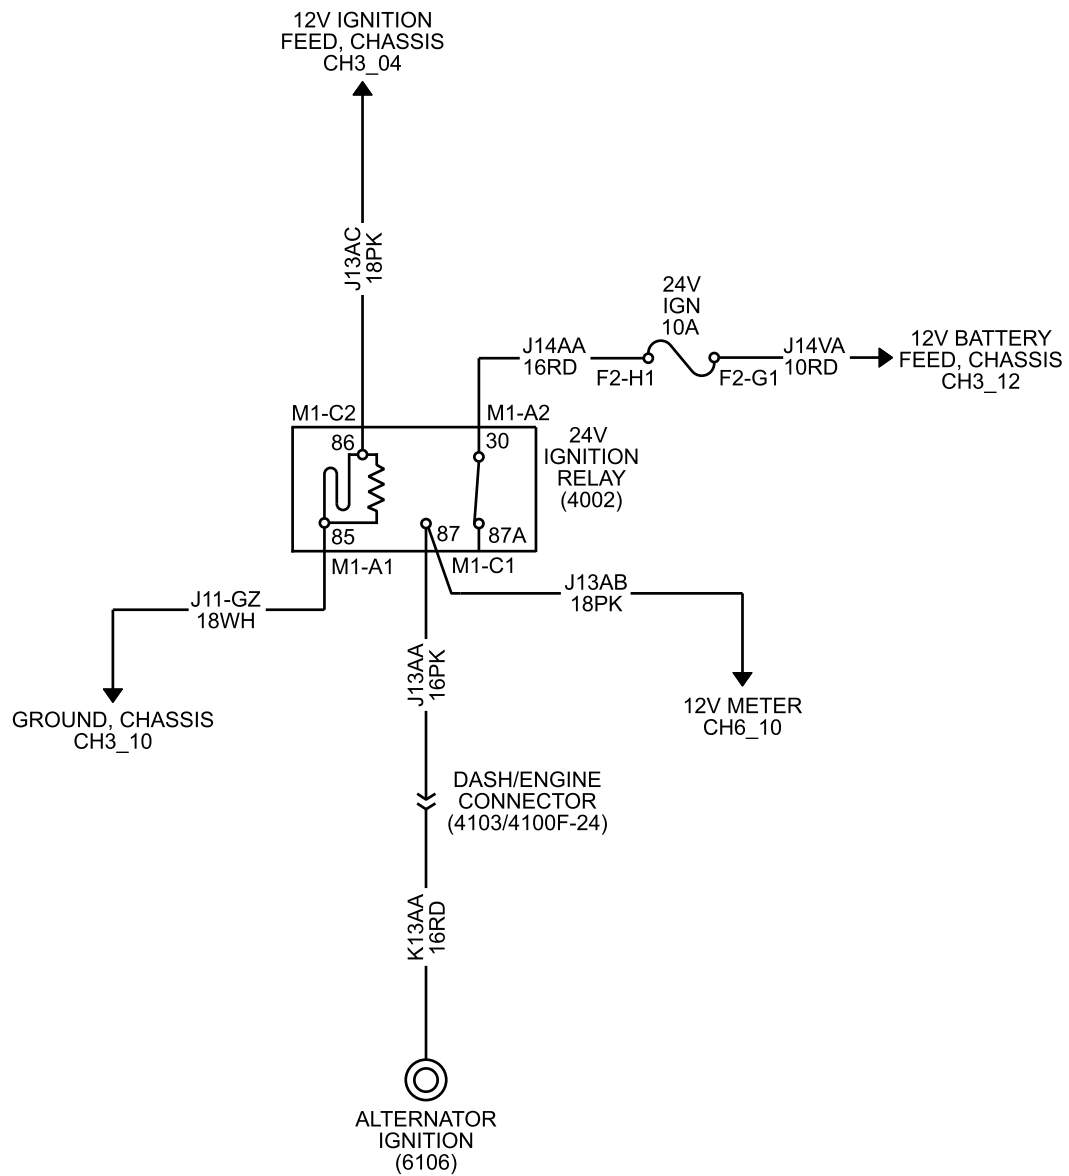 12V IGNITION
FEED, CHASSIS
CH3_04
J13AC
18PK
24V
IGN
10A
J14AA
16RD
F2-H1
F2-G1
J14VA
10RD
12V BATTERY
FEED, CHASSIS
CH3_12
M1-C2
M1-A2
86
30
24V
IGNITION
RELAY
(4002)
85
87
87A
M1-A1
M1-C1
J11-GZ
18WH
J13AB
18PK
J13AA
16PK
GROUND, CHASSIS
CH3_10
12V METER
CH6_10
DASH/ENGINE
CONNECTOR
(4103/4100F-24)
K13AA
16RD
ALTERNATOR
IGNITION
(6106)